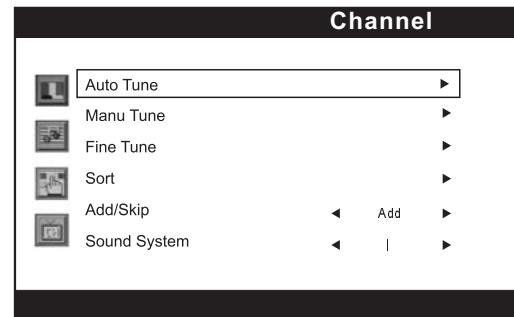 Channel
Auto Tune ►
Manu Tune ►
Fine Tune ►
Sort ►
Add/Skip ◄ Add ►
Sound System ◄ I ►